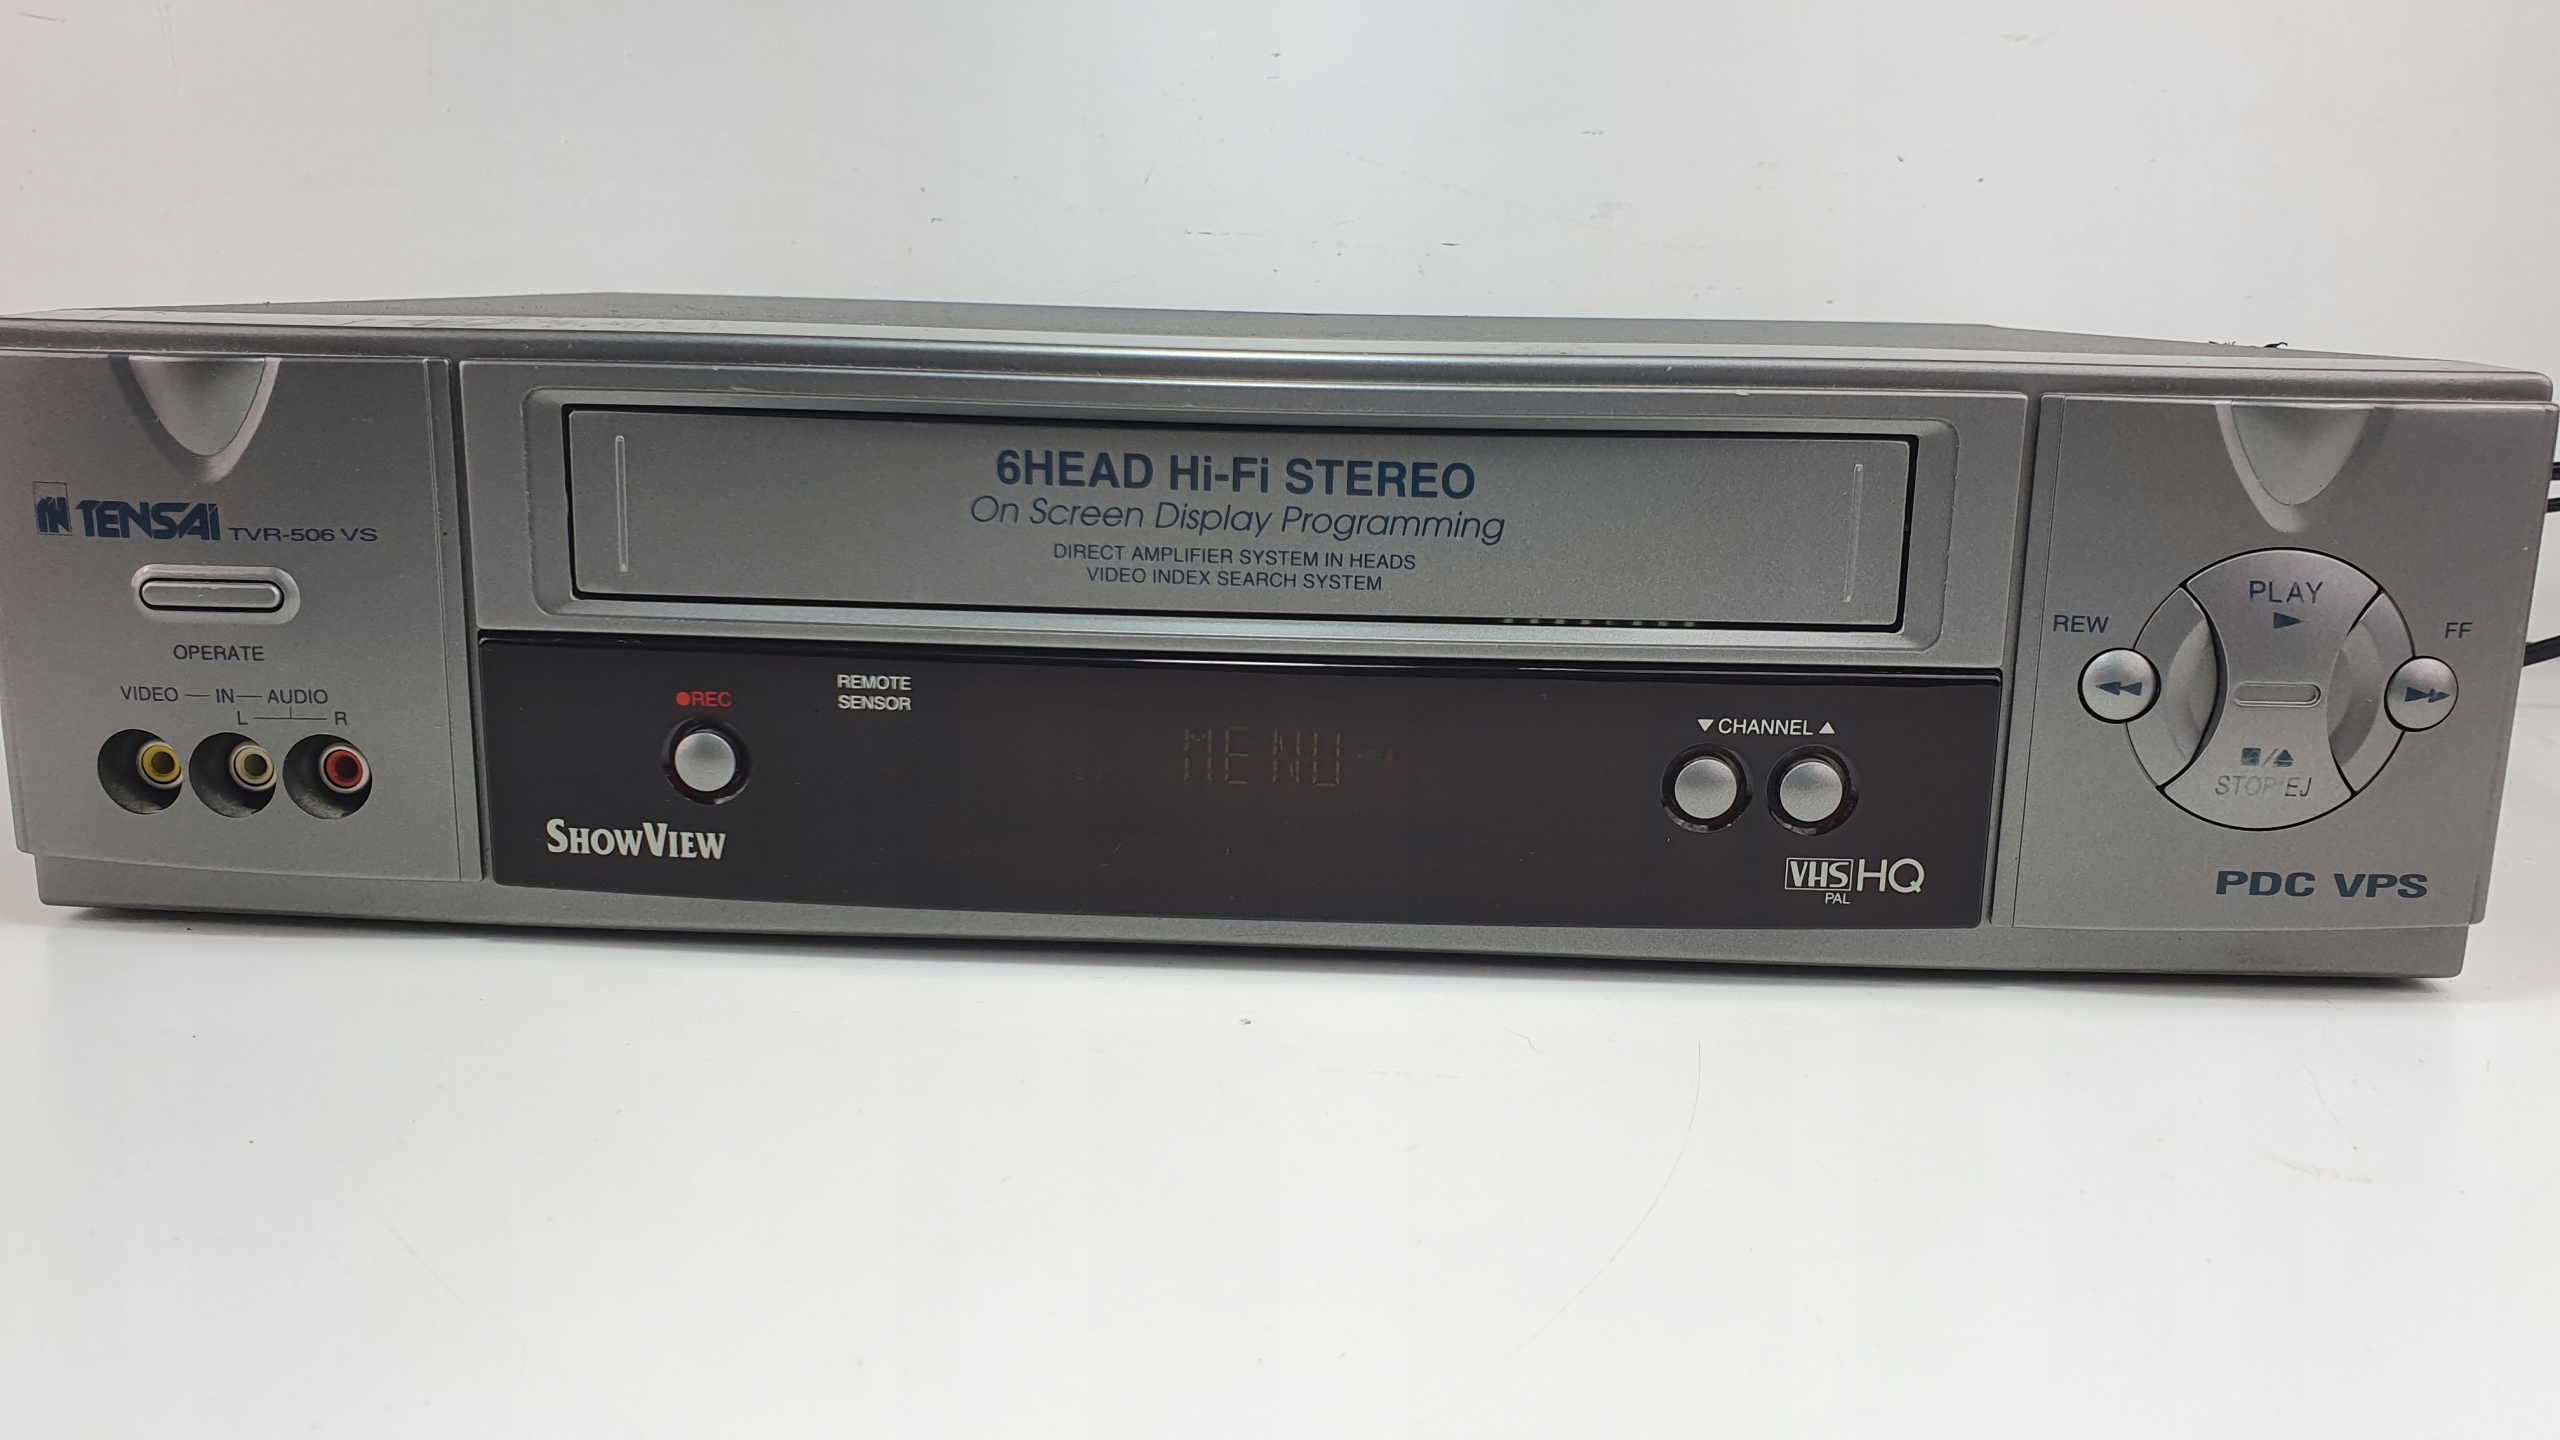 TENSAI TVR-506 VS
OPERATE
VIDEO — IN — AUDIO
L R
6HEAD Hi-Fi STEREO
On Screen Display Programming
DIRECT AMPLIFIER SYSTEM IN HEADS
VIDEO INDEX SEARCH SYSTEM
●REC
REMOTE
SENSOR
MENU
▼ CHANNEL ▲
SHOWVIEW
VHS HQ
PAL
PLAY
▶
REW
FF
■/⏏
STOP/EJ
PDC VPS